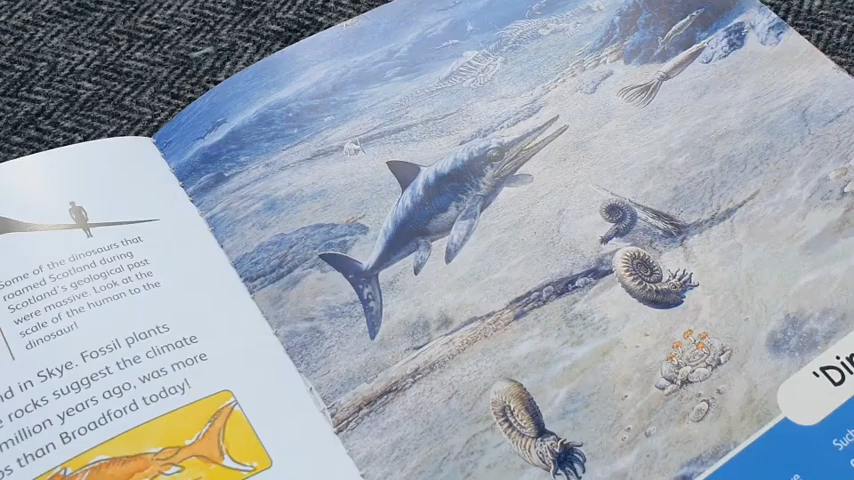 Some of the dinosaurs that
roamed Scotland during
Scotland's geological past
were massive. Look at the
scale of the human to the
dinosaur!
in Skye. Fossil plants
rocks suggest the climate
million years ago, was more
than Broadford today!
'Di
Such